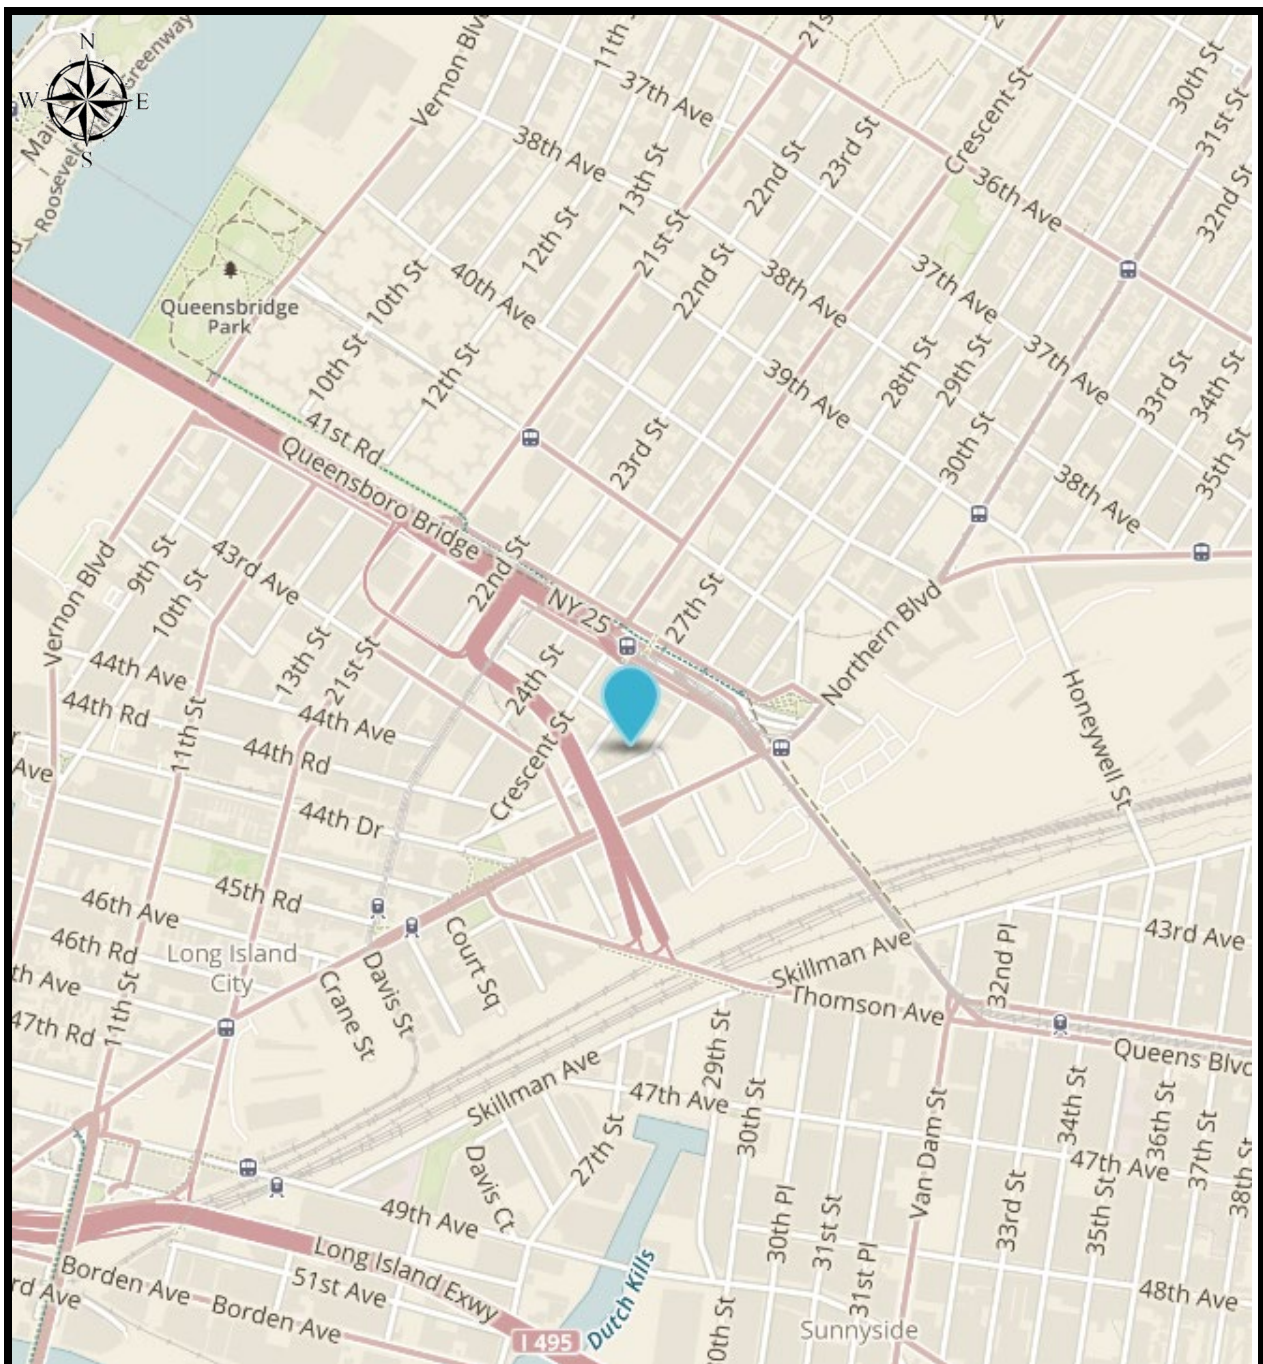 N
W
E
S
Greenway
Roosevelt
Vernon Blvd
37th Ave
38th Ave
Crescent St
30th St
31st St
32nd St
36th Ave
23rd St
22nd St
13th St
12th St
21st St
22nd St
10th St
40th Ave
38th Ave
37th Ave
37th Ave
Queensbridge
Park
10th St
12th St
39th Ave
28th St
29th St
30th St
33rd St
34th St
35th St
38th Ave
23rd St
41st Rd
Queensboro Bridge
22nd St
NY 25
27th St
Northern Blvd
Honeywell St
43rd Ave
9th St
10th St
Vernon Blvd
13th St
21st St
24th St
Crescent St
44th Ave
44th Ave
44th Rd
44th Rd
11th St
44th Dr
Ave
45th Rd
46th Ave
46th Rd
Long Island
City
47th Rd
11th St
Crane St
Davis St
Court Sq
Skillman Ave
Thomson Ave
32nd Pl
43rd Ave
Queens Blvd
Skillman Ave
29th St
47th Ave
30th St
27th St
Davis Ct
Van Dam St
34th St
36th St
37th St
47th Ave
49th Ave
30th Pl
31st St
31st Pl
33rd St
35th St
38th St
48th Ave
Long Island Exwy
51st Ave
Borden Ave
Borden Ave
I 495
Dutch Kills
Sunnyside